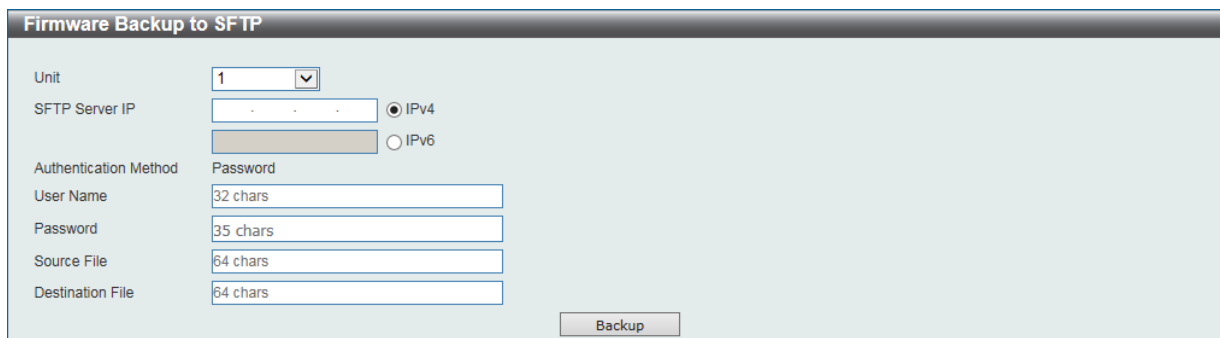 Firmware Backup to SFTP
Unit 1
SFTP Server IP . . . IPv4
IPv6
Authentication Method Password
User Name 32 chars
Password 35 chars
Source File 64 chars
Destination File 64 chars
Backup